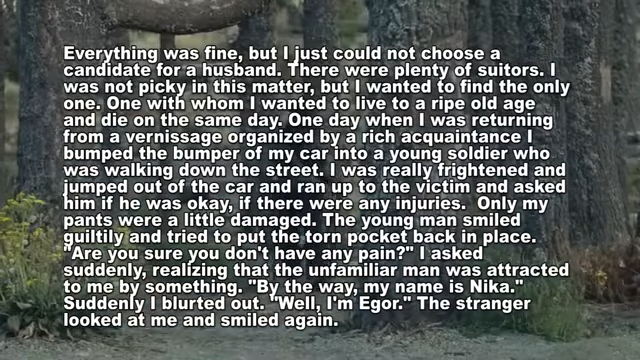 Everything was fine, but I just could not choose a
candidate for a husband. There were plenty of suitors. I
was not picky in this matter, but I wanted to find the only
one. One with whom I wanted to live to a ripe old age
and die on the same day. One day when I was returning
from a vernissage organized by a rich acquaintance I
bumped the bumper of my car into a young soldier who
was walking down the street. I was really frightened and
jumped out of the car and ran up to the victim and asked
him if he was okay, if there were any injuries.  Only my
pants were a little damaged. The young man smiled
guiltily and tried to put the torn pocket back in place.
"Are you sure you don't have any pain?" I asked
suddenly, realizing that the unfamiliar man was attracted
to me by something. "By the way, my name is Nika."
Suddenly I blurted out. "Well, I'm Egor." The stranger
looked at me and smiled again.